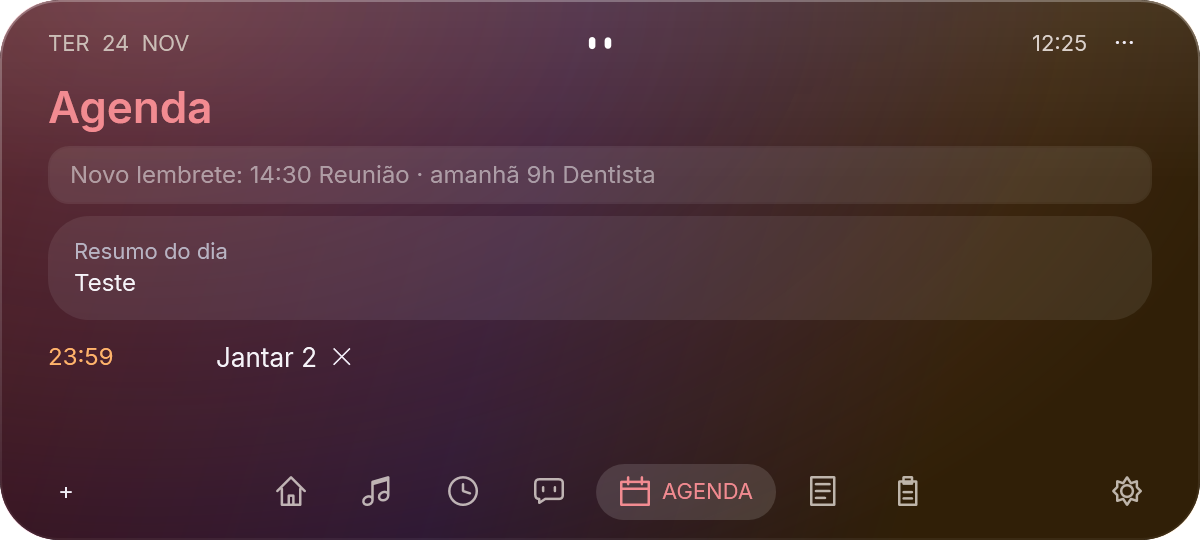 TER 24 NOV
12:25
Agenda
Novo lembrete: 14:30 Reunião · amanhã 9h Dentista
Resumo do dia
Teste
23:59 Jantar 2
AGENDA